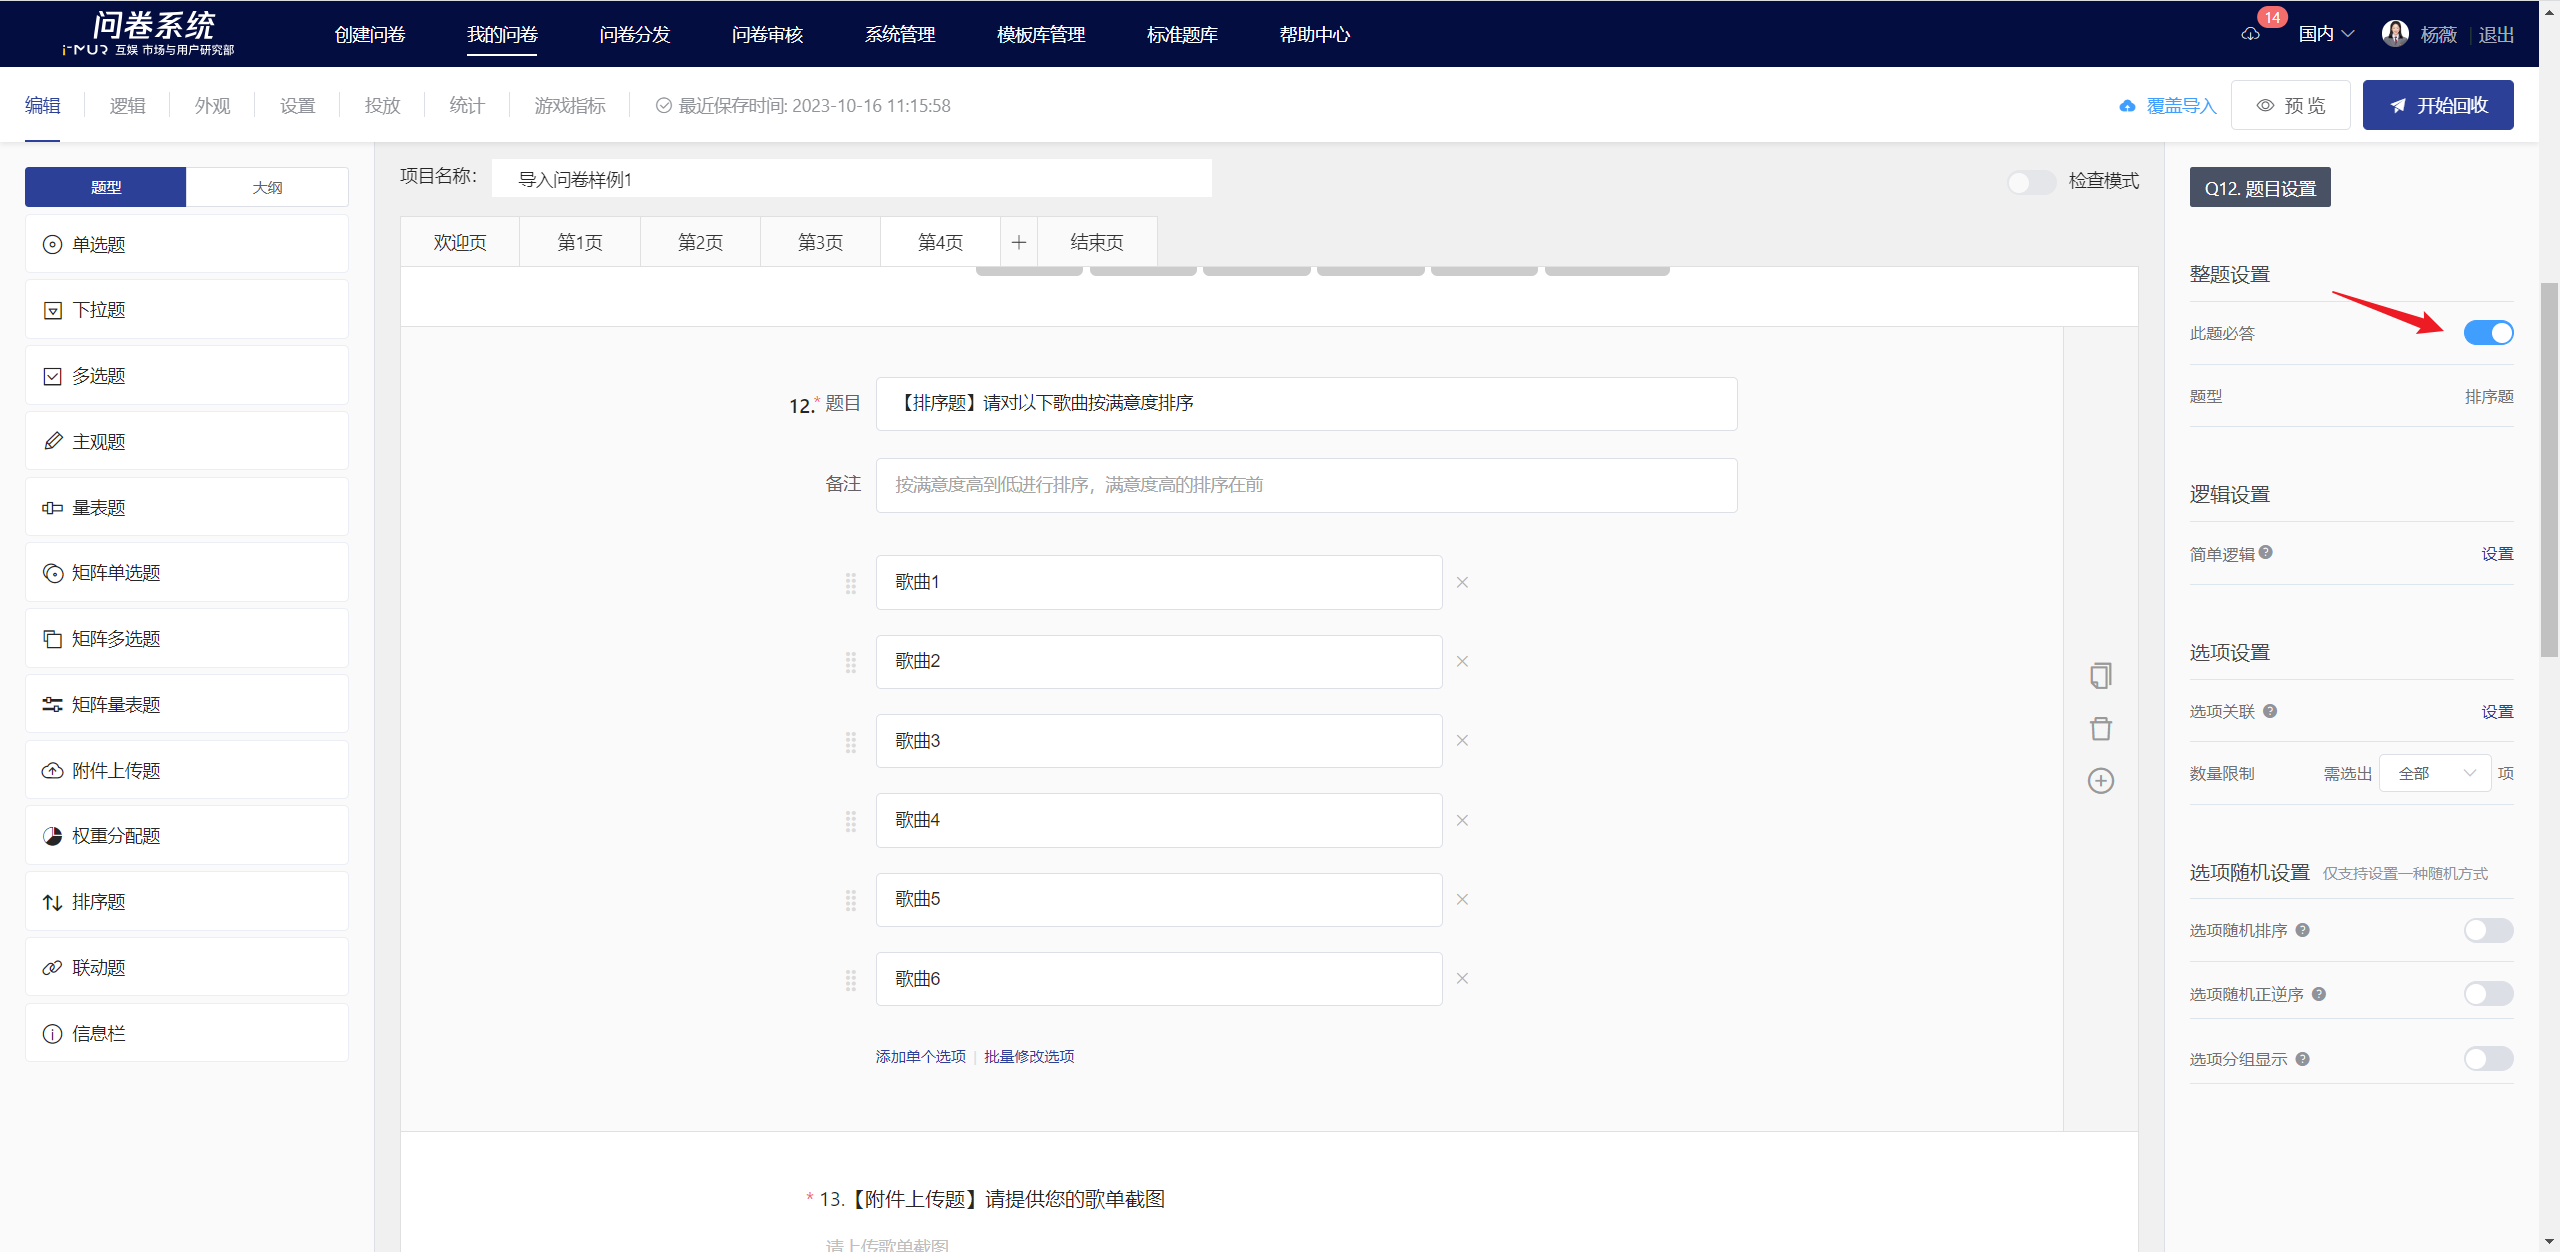 问卷系统
i-MUR 互娱 市场与用户研究部
创建问卷 我的问卷 问卷分发 问卷审核 系统管理 模板库管理 标准题库 帮助中心
14
国内 杨薇 | 退出
编辑 逻辑 外观 设置 投放 统计 游戏指标 最近保存时间: 2023-10-16 11:15:58
覆盖导入 预 览 开始回收
题型 大纲
单选题
下拉题
多选题
主观题
量表题
矩阵单选题
矩阵多选题
矩阵量表题
附件上传题
权重分配题
排序题
联动题
信息栏
项目名称: 导入问卷样例1
检查模式
欢迎页 第1页 第2页 第3页 第4页 + 结束页
12.* 题目 【排序题】请对以下歌曲按满意度排序
备注 按满意度高到低进行排序，满意度高的排序在前
歌曲1
歌曲2
歌曲3
歌曲4
歌曲5
歌曲6
添加单个选项 | 批量修改选项
* 13.【附件上传题】请提供您的歌单截图
请上传歌单截图
Q12. 题目设置
整题设置
此题必答
题型 排序题
逻辑设置
简单逻辑 ? 设置
选项设置
选项关联 ? 设置
数量限制 需选出 全部 项
选项随机设置 仅支持设置一种随机方式
选项随机排序 ?
选项随机正逆序 ?
选项分组显示 ?